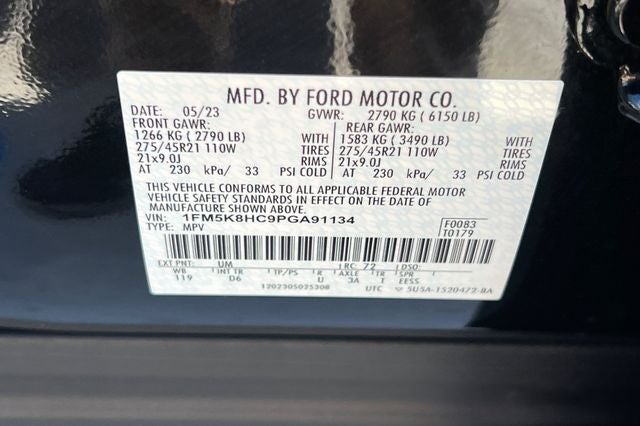 MFD. BY FORD MOTOR CO.
DATE: 05/23 GVWR: 2790 KG ( 6150 LB)
FRONT GAWR: REAR GAWR:
1266 KG ( 2790 LB) 1583 KG ( 3490 LB)
275/45R21 110W TIRES 275/45R21 110W TIRES
21x9.0J RIMS 21x9.0J RIMS
AT 230 kPa/ 33 PSI COLD AT 230 kPa/ 33 PSI COLD
THIS VEHICLE CONFORMS TO ALL APPLICABLE FEDERAL MOTOR
VEHICLE SAFETY STANDARDS IN EFFECT ON THE DATE OF
MANUFACTURE SHOWN ABOVE.
VIN: 1FM5K8HC9PGA91134 F0083
TYPE: MPV T0179
EXT PNT: UM RC: 72 DSO:
WB INT TR TP/PS R AXLE TR SPR
119 D6 U 3A T EESS
1202305025308 UTC 5U5A-1520472-BA